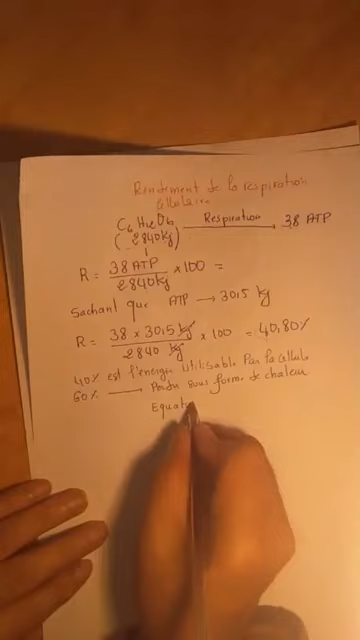 Rendement de la respiration
cellulaire
C6H12O6 Respiration → 38 ATP
(2840kj)
R = 38 ATP / 2840kj × 100 =
Sachant que ATP → 30,5 kj
R = 38 × 30,5 kj / 2840 kj × 100 = 40,80%
40% est l'énergie utilisable Par la cellule
60% → Perdu sous forme de chaleur
Equat